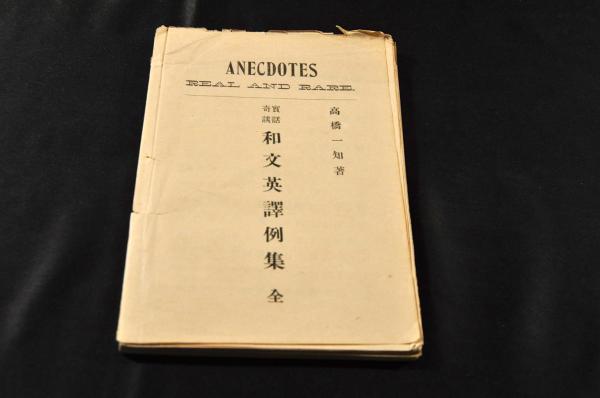 ANECDOTES
REAL AND RARE.
高橋一知著
實話
奇談
和文英譯例集 全